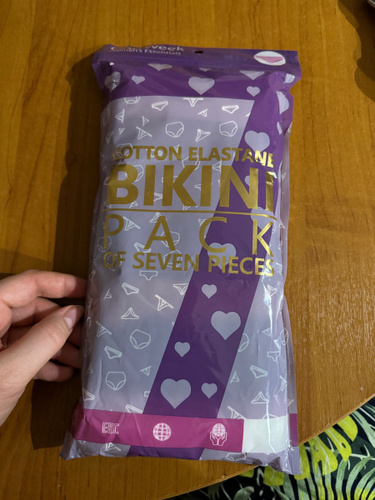 COTTON ELASTANE
BIKINI
PACK
OF SEVEN PIECES